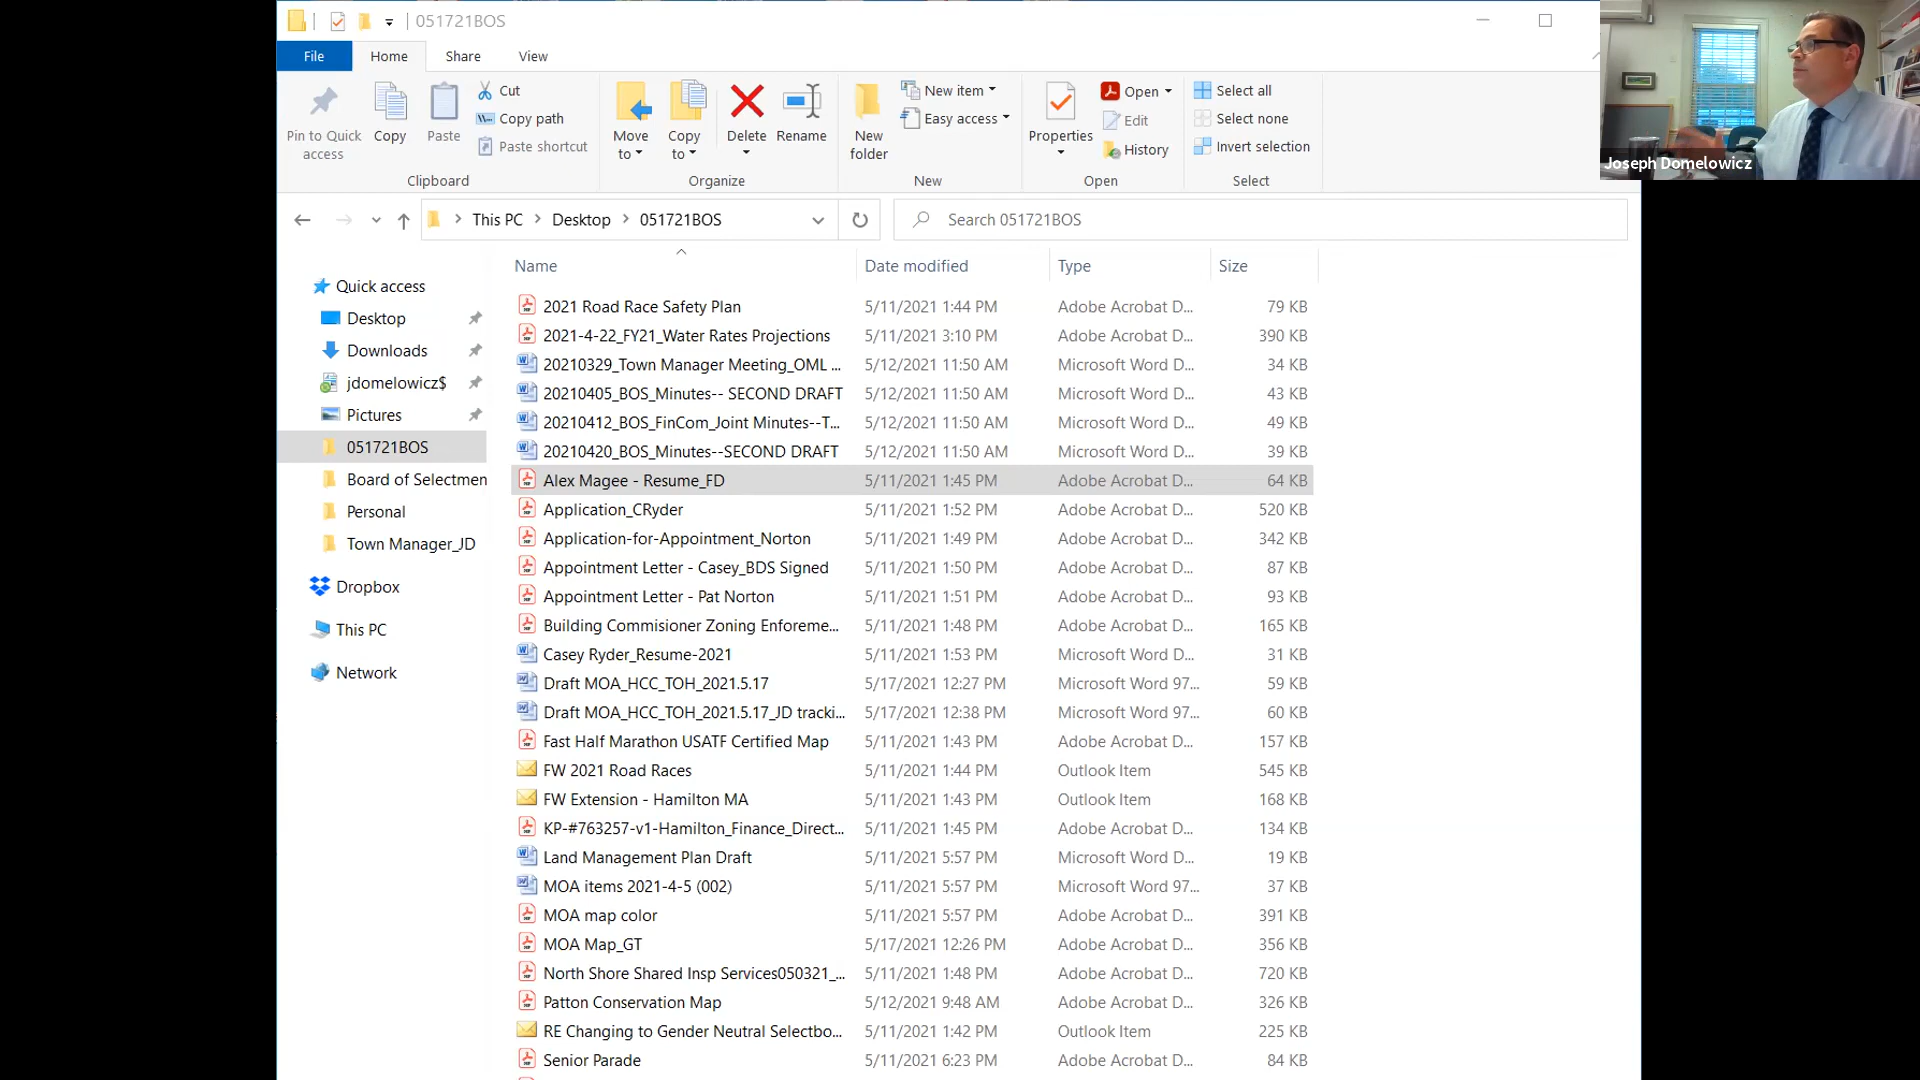 051721BOS
File
Home
Share
View
Pin to Quick access
Copy
Paste
Cut
Copy path
Paste shortcut
Clipboard
Move to
Copy to
Delete
Rename
Organize
New folder
New item
Easy access
New
Properties
Open
Edit
History
Open
Select all
Select none
Invert selection
Select
Joseph Domelowicz
This PC > Desktop > 051721BOS
Search 051721BOS
Quick access
Desktop
Downloads
jdomelowicz$
Pictures
051721BOS
Board of Selectmen
Personal
Town Manager_JD
Dropbox
This PC
Network
Name Date modified Type Size
2021 Road Race Safety Plan 5/11/2021 1:44 PM Adobe Acrobat D... 79 KB
2021-4-22_FY21_Water Rates Projections 5/11/2021 3:10 PM Adobe Acrobat D... 390 KB
20210329_Town Manager Meeting_OML ... 5/12/2021 11:50 AM Microsoft Word D... 34 KB
20210405_BOS_Minutes-- SECOND DRAFT 5/12/2021 11:50 AM Microsoft Word D... 43 KB
20210412_BOS_FinCom_Joint Minutes--T... 5/12/2021 11:50 AM Microsoft Word D... 49 KB
20210420_BOS_Minutes--SECOND DRAFT 5/12/2021 11:50 AM Microsoft Word D... 39 KB
Alex Magee - Resume_FD 5/11/2021 1:45 PM Adobe Acrobat D... 64 KB
Application_CRyder 5/11/2021 1:52 PM Adobe Acrobat D... 520 KB
Application-for-Appointment_Norton 5/11/2021 1:49 PM Adobe Acrobat D... 342 KB
Appointment Letter - Casey_BDS Signed 5/11/2021 1:50 PM Adobe Acrobat D... 87 KB
Appointment Letter - Pat Norton 5/11/2021 1:51 PM Adobe Acrobat D... 93 KB
Building Commisioner Zoning Enforeme... 5/11/2021 1:48 PM Adobe Acrobat D... 165 KB
Casey Ryder_Resume-2021 5/11/2021 1:53 PM Microsoft Word D... 31 KB
Draft MOA_HCC_TOH_2021.5.17 5/17/2021 12:27 PM Microsoft Word 97... 59 KB
Draft MOA_HCC_TOH_2021.5.17_JD tracki... 5/17/2021 12:38 PM Microsoft Word 97... 60 KB
Fast Half Marathon USATF Certified Map 5/11/2021 1:43 PM Adobe Acrobat D... 157 KB
FW 2021 Road Races 5/11/2021 1:44 PM Outlook Item 545 KB
FW Extension - Hamilton MA 5/11/2021 1:43 PM Outlook Item 168 KB
KP-#763257-v1-Hamilton_Finance_Direct... 5/11/2021 1:45 PM Adobe Acrobat D... 134 KB
Land Management Plan Draft 5/11/2021 5:57 PM Microsoft Word D... 19 KB
MOA items 2021-4-5 (002) 5/11/2021 5:57 PM Microsoft Word 97... 37 KB
MOA map color 5/11/2021 5:57 PM Adobe Acrobat D... 391 KB
MOA Map_GT 5/17/2021 12:26 PM Adobe Acrobat D... 356 KB
North Shore Shared Insp Services050321_... 5/11/2021 1:48 PM Adobe Acrobat D... 720 KB
Patton Conservation Map 5/12/2021 9:48 AM Adobe Acrobat D... 326 KB
RE Changing to Gender Neutral Selectbo... 5/11/2021 1:42 PM Outlook Item 225 KB
Senior Parade 5/11/2021 6:23 PM Adobe Acrobat D... 84 KB